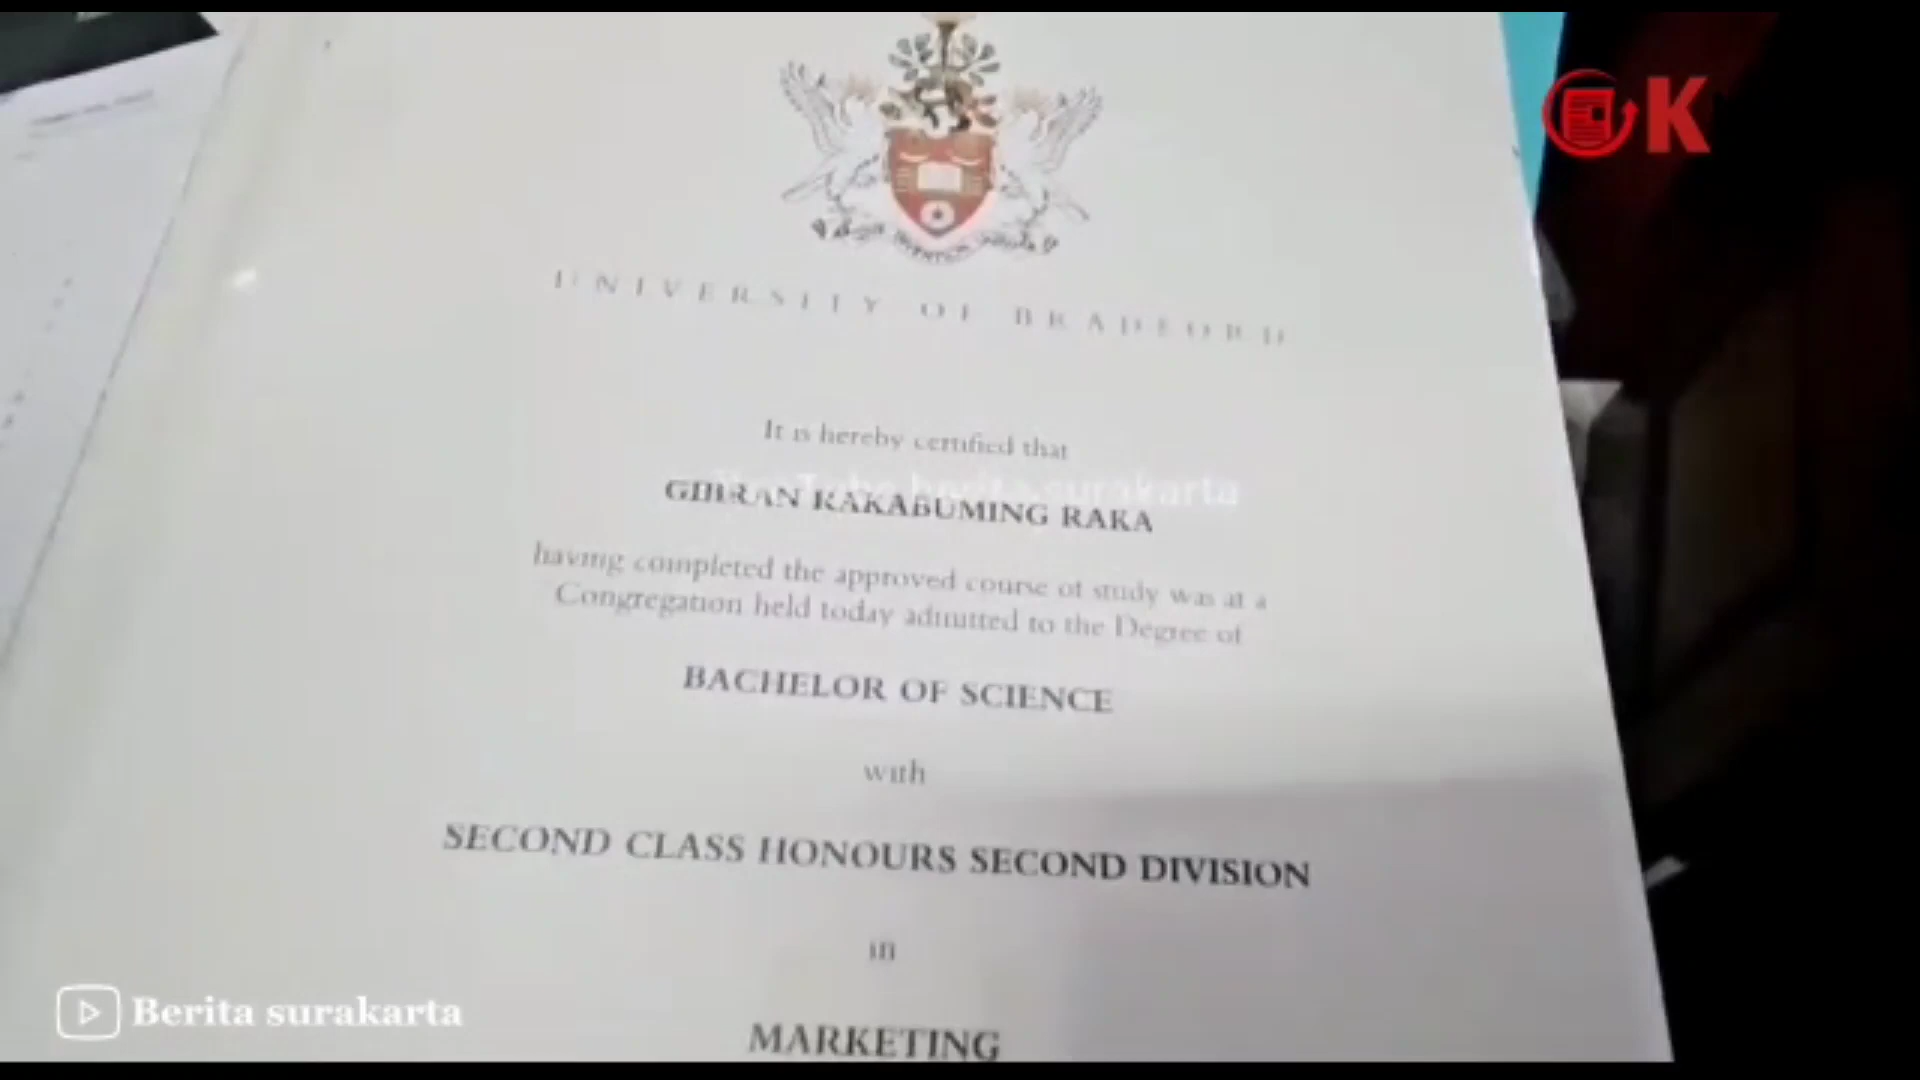 K
UNIVERSITY OF BRADFORD
It is hereby certified that
GIBRAN RAKABUMING RAKA
berita surakarta
having completed the approved course of study was at a
Congregation held today admitted to the Degree of
BACHELOR OF SCIENCE
with
SECOND CLASS HONOURS SECOND DIVISION
in
MARKETING
Berita surakarta